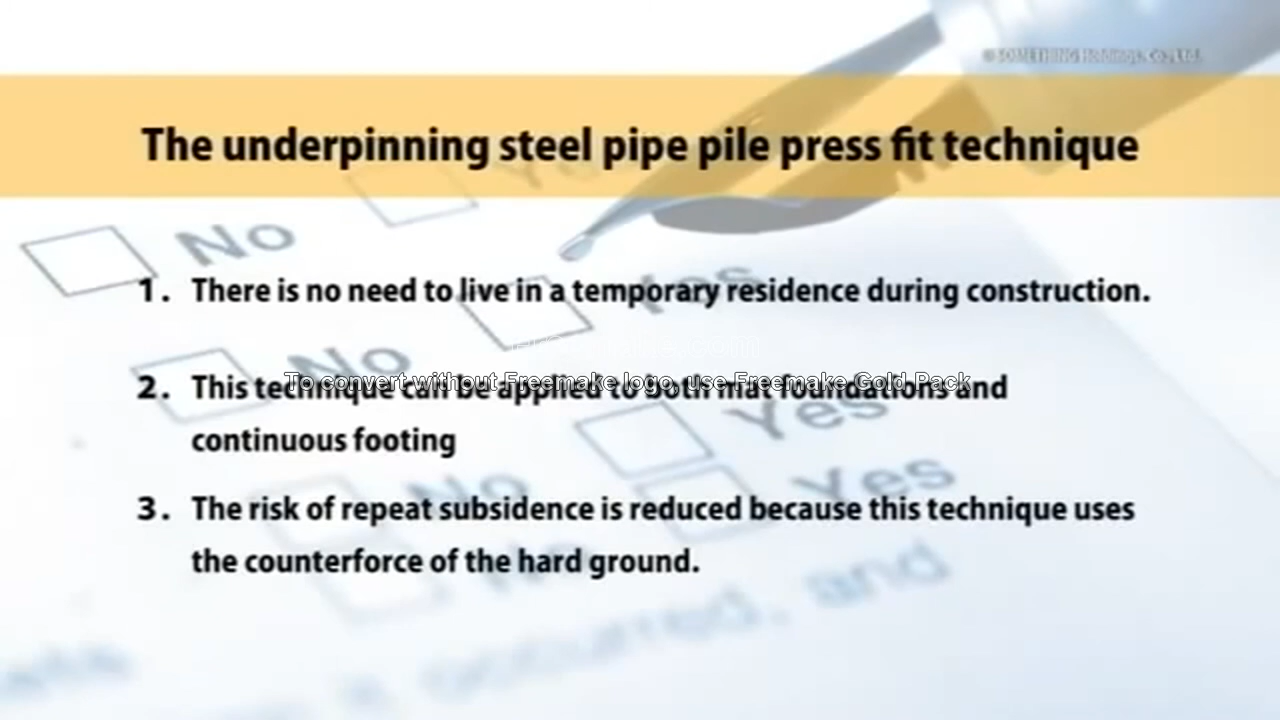 © SOMETHING Holdings. Co., Ltd.
The underpinning steel pipe pile press fit technique
No
Yes
1. There is no need to live in a temporary residence during construction.
No
2. This technique can be applied to both mat foundations and
To convert without Freemake logo, use Freemake Gold Pack
continuous footing
Yes
No
Yes
3. The risk of repeat subsidence is reduced because this technique uses
the counterforce of the hard ground.
No
occurred, and